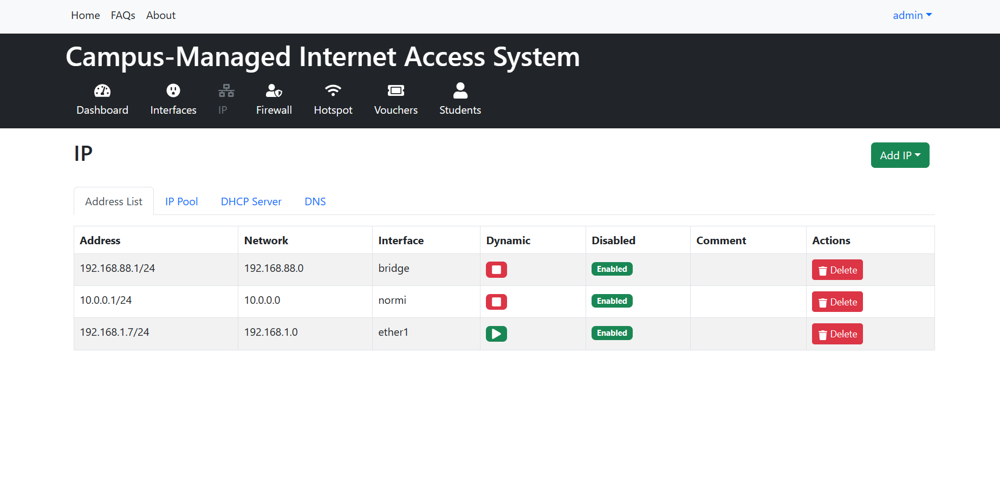 Home FAQs About admin
Campus-Managed Internet Access System
Dashboard Interfaces IP Firewall Hotspot Vouchers Students
IP
Add IP
Address List IP Pool DHCP Server DNS
Address Network Interface Dynamic Disabled Comment Actions
192.168.88.1/24 192.168.88.0 bridge Enabled Delete
10.0.0.1/24 10.0.0.0 normi Enabled Delete
192.168.1.7/24 192.168.1.0 ether1 Enabled Delete